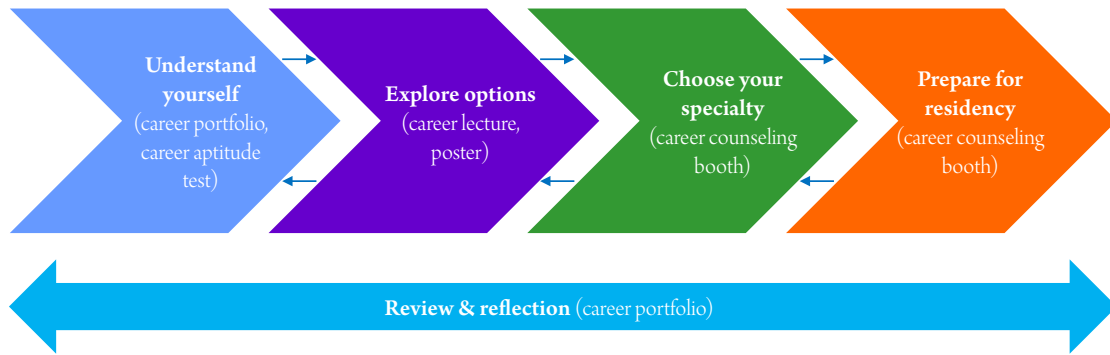 Understand
yourself
(career portfolio,
career aptitude
test)
Explore options
(career lecture,
poster)
Choose your
specialty
(career counseling
booth)
Prepare for
residency
(career counseling
booth)
Review & reflection (career portfolio)